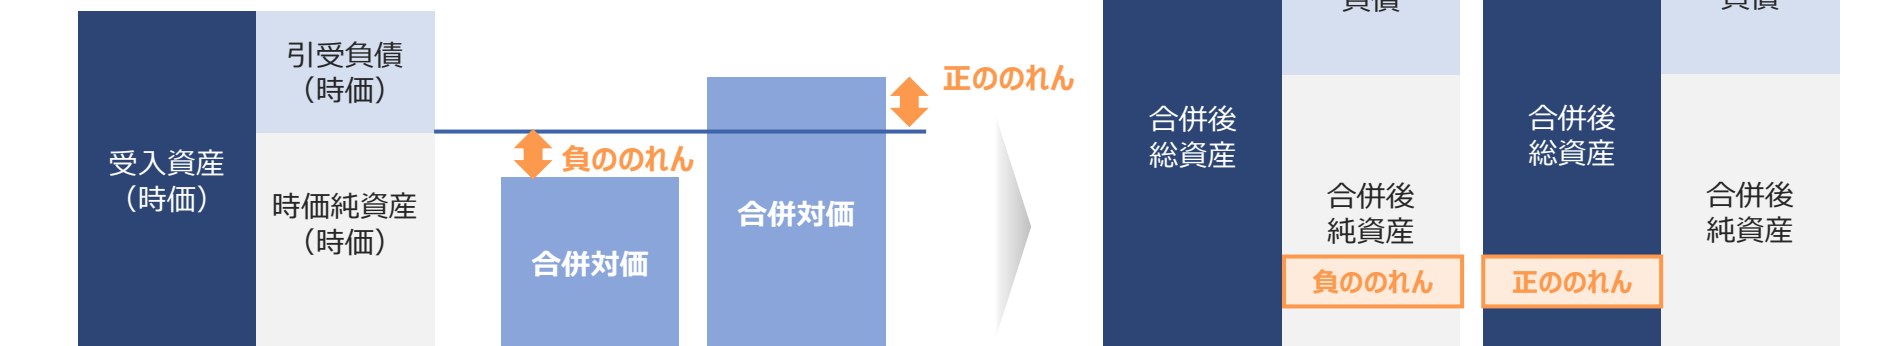 受入資産
（時価）
引受負債
（時価）
時価純資産
（時価）
負ののれん
合併対価
正ののれん
合併対価
合併後
総資産
合併後
純資産
負ののれん
合併後
総資産
正ののれん
合併後
純資産